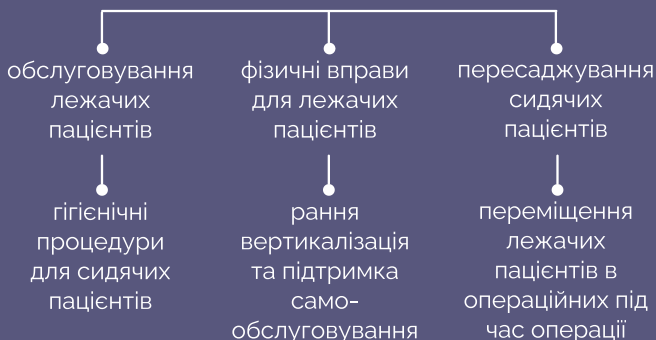 обслуговування
лежачих
пацієнтів
фізичні вправи
для лежачих
пацієнтів
пересаджування
сидячих
пацієнтів
гігієнічні
процедури
для сидячих
пацієнтів
рання
вертикалізація
та підтримка
само-
обслуговування
переміщення
лежачих
пацієнтів в
операційних під
час операції